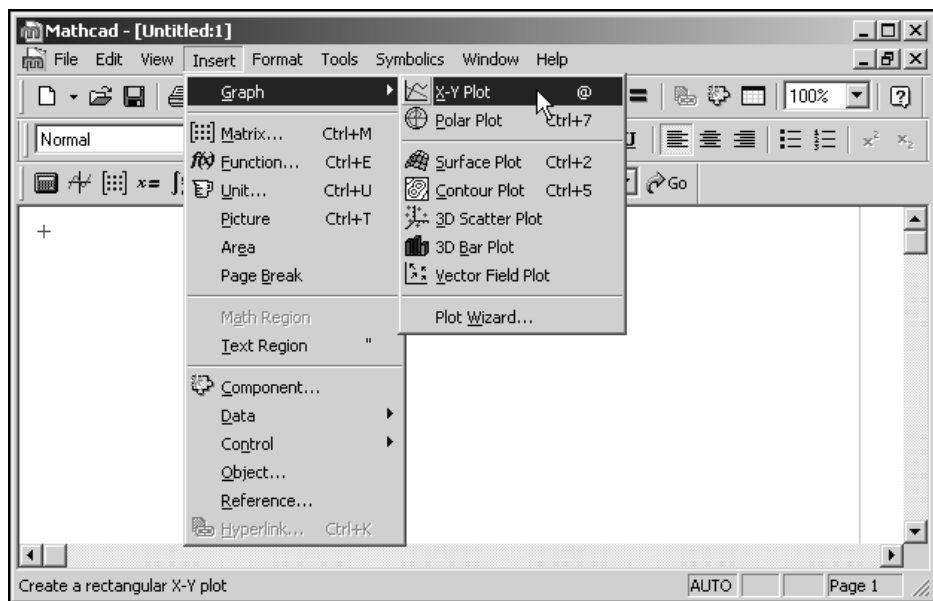 Mathcad - [Untitled:1]
File Edit View Insert Format Tools Symbolics Window Help
Graph
X-Y Plot @
100%
Polar Plot Ctrl+7
Matrix... Ctrl+M
Normal
Function... Ctrl+E
Surface Plot Ctrl+2
Unit... Ctrl+U
Contour Plot Ctrl+5
Go
Picture Ctrl+T
3D Scatter Plot
Area
3D Bar Plot
Page Break
Vector Field Plot
Math Region
Plot Wizard...
Text Region "
Component...
Data
Control
Object...
Reference...
Hyperlink... Ctrl+K
Create a rectangular X-Y plot
AUTO
Page 1